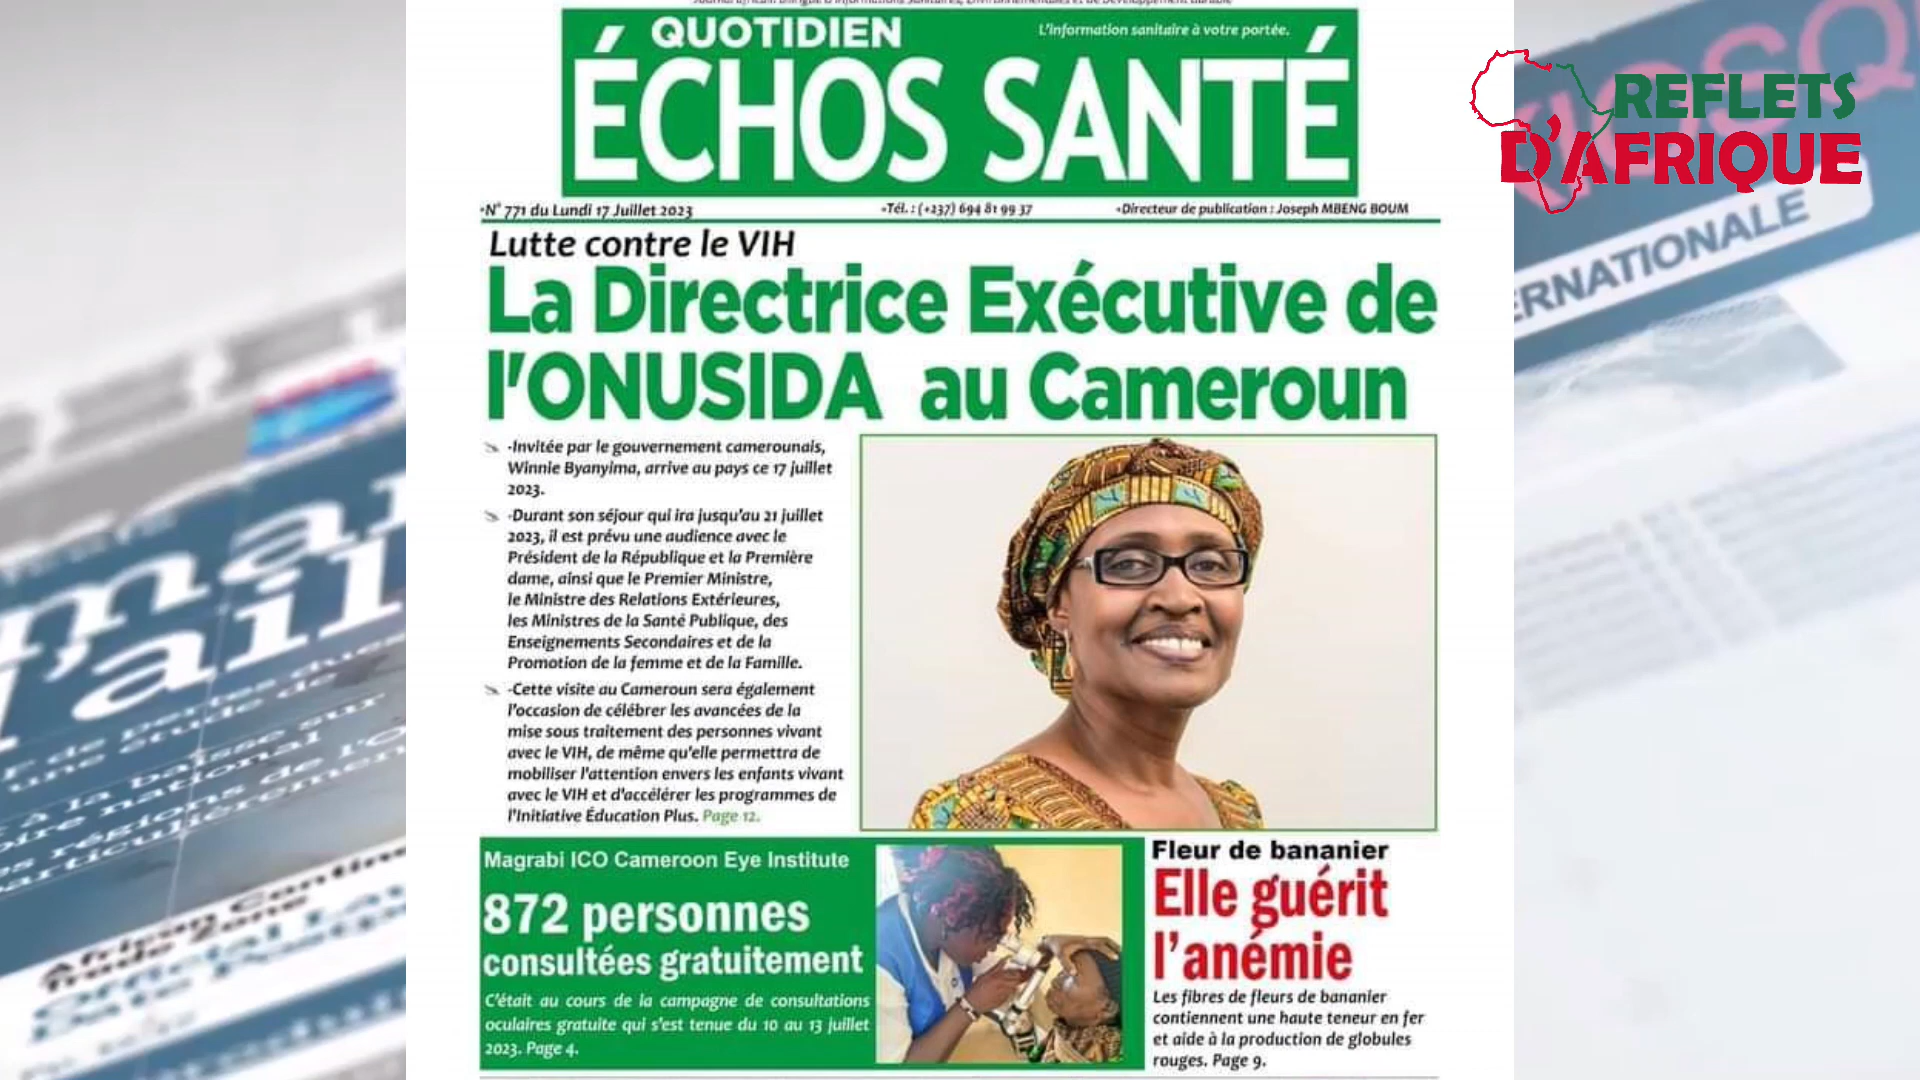 QUOTIDIEN
L'information sanitaire à votre portée.
ÉCHOS SANTÉ
REFLETS
D'AFRIQUE
ERNATIONALE
•N° 771 du Lundi 17 Juillet 2023
•Tél. : (+237) 694 81 99 37
•Directeur de publication : Joseph MBENG BOUM
Lutte contre le VIH
La Directrice Exécutive de
l'ONUSIDA au Cameroun
-Invitée par le gouvernement camerounais,
Winnie Byanyima, arrive au pays ce 17 juillet
2023.
-Durant son séjour qui ira jusqu'au 21 juillet
2023, il est prévu une audience avec le
Président de la République et la Première
dame, ainsi que le Premier Ministre,
le Ministre des Relations Extérieures,
les Ministres de la Santé Publique, des
Enseignements Secondaires et de la
Promotion de la femme et de la Famille.
-Cette visite au Cameroun sera également
l'occasion de célébrer les avancées de la
mise sous traitement des personnes vivant
avec le VIH, de même qu'elle permettra de
mobiliser l'attention envers les enfants vivant
avec le VIH et d'accélérer les programmes de
l'Initiative Éducation Plus. Page 12.
Magrabi ICO Cameroon Eye Institute
872 personnes
consultées gratuitement
C'était au cours de la campagne de consultations
oculaires gratuite qui s'est tenue du 10 au 13 juillet
2023. Page 4.
Fleur de bananier
Elle guérit
l'anémie
Les fibres de fleurs de bananier
contiennent une haute teneur en fer
et aide à la production de globules
rouges. Page 9.